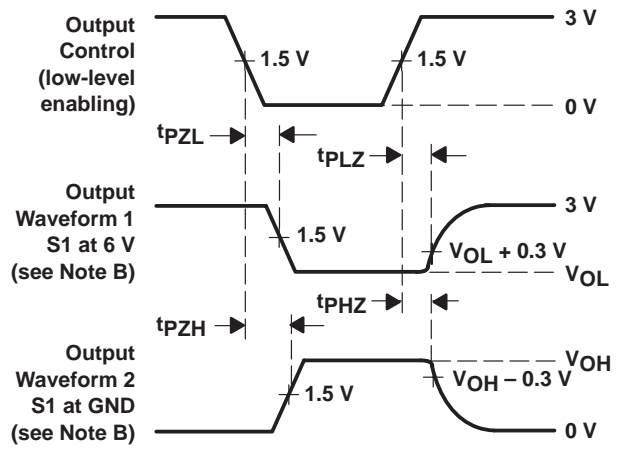 Output
Control
(low-level
enabling)
3 V
1.5 V
1.5 V
0 V
tPZL
tPLZ
Output
Waveform 1
S1 at 6 V
(see Note B)
3 V
1.5 V
VOL + 0.3 V
VOL
tPHZ
tPZH
Output
Waveform 2
S1 at GND
(see Note B)
VOH
VOH – 0.3 V
1.5 V
0 V